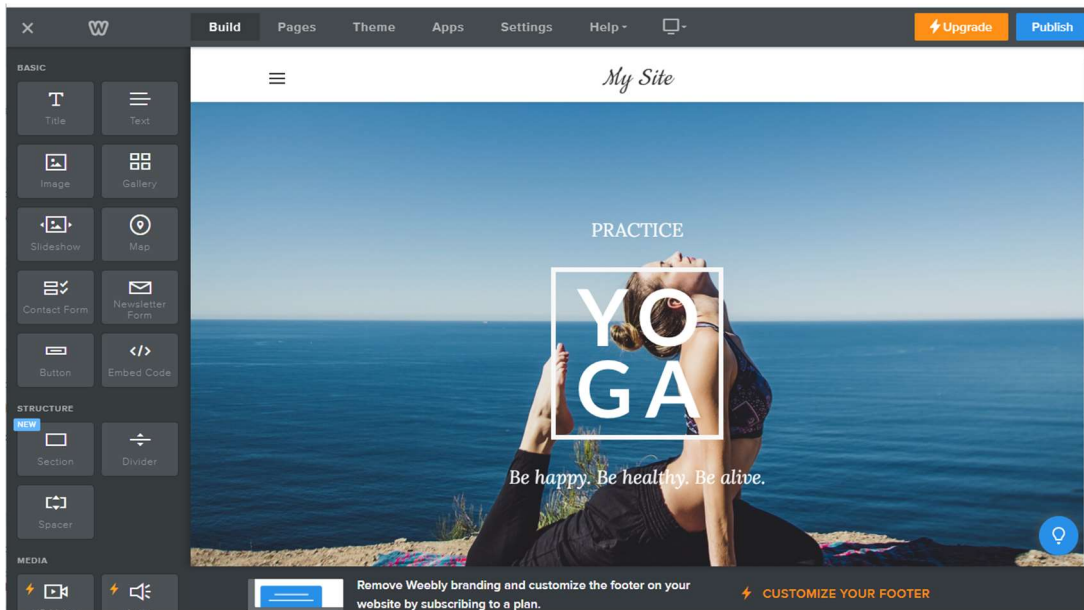 Build Pages Theme Apps Settings Help
Upgrade
Publish
BASIC
Title
Text
Image
Gallery
Slideshow
Map
Contact Form
Newsletter
Form
Button
Embed Code
STRUCTURE
NEW
Section
Divider
Spacer
MEDIA
My Site
PRACTICE
YO
GA
Be happy. Be healthy. Be alive.
Remove Weebly branding and customize the footer on your
website by subscribing to a plan.
CUSTOMIZE YOUR FOOTER